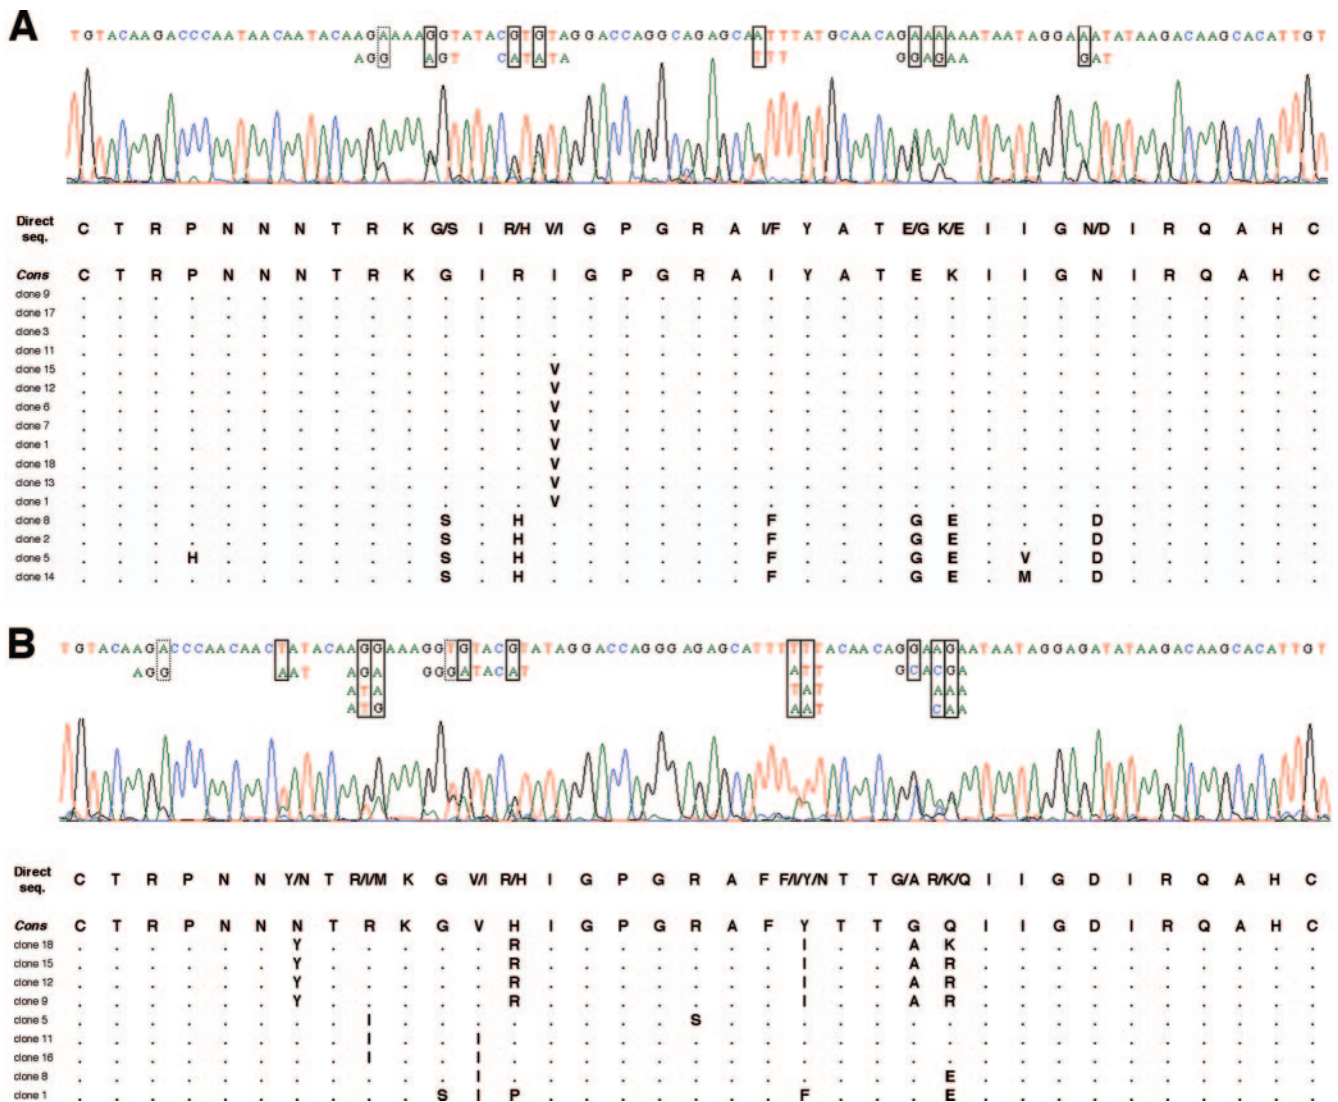 A
TGTACAAGACCCAATAACAATACAAGAAAAGGTATACGTGTAGGACCAGGCAGAGCAATTTATGCAACAGAAAAAATAATAGGAAATATAAGACAAGCACATTGT
AGG AGT CATATA TTT GGAGAA GAT
Direct seq. C T R P N N N T R K G/S I R/H V/I G P G R A I/F Y A T E/G K/E I I G N/D I R Q A H C
Cons C T R P N N N T R K G I R I G P G R A I Y A T E K I I G N I R Q A H C
clone 9 . . . . . . . . . . . . . . . . . . . . . . . . . . . . . . . . . . .
clone 17 . . . . . . . . . . . . . . . . . . . . . . . . . . . . . . . . . . .
clone 3 . . . . . . . . . . . . . . . . . . . . . . . . . . . . . . . . . . .
clone 11 . . . . . . . . . . . . . . . . . . . . . . . . . . . . . . . . . . .
clone 15 . . . . . . . . . . . . . V . . . . . . . . . . . . . . . . . . . . .
clone 12 . . . . . . . . . . . . . V . . . . . . . . . . . . . . . . . . . . .
clone 6 . . . . . . . . . . . . . V . . . . . . . . . . . . . . . . . . . . .
clone 7 . . . . . . . . . . . . . V . . . . . . . . . . . . . . . . . . . . .
clone 1 . . . . . . . . . . . . . V . . . . . . . . . . . . . . . . . . . . .
clone 18 . . . . . . . . . . . . . V . . . . . . . . . . . . . . . . . . . . .
clone 13 . . . . . . . . . . . . . V . . . . . . . . . . . . . . . . . . . . .
clone 1 . . . . . . . . . . . . . V . . . . . . . . . . . . . . . . . . . . .
clone 8 . . . . . . . . . . S . H . . . . . . F . . . G E . . . D . . . . . .
clone 2 . . . . . . . . . . S . H . . . . . . F . . . G E . . . D . . . . . .
clone 5 . . . H . . . . . . S . H . . . . . . F . . . G E . V . D . . . . . .
clone 14 . . . . . . . . . . S . H . . . . . . F . . . G E . M . D . . . . . .
B
TGTACAAGACCCAACAACTATACAAGGAAAGGTGTACGTATAGGACCAGGGAGAGCATTTTTTACAACAGGAAGAATAATAGGAGATATAAGACAAGCACATTGT
AGG AAT AGA GGGATACAT ATT GCACGA
ATA TAT AAA
ATG AAT CAA
Direct seq. C T R P N N Y/N T R/I/M K G V/I R/H I G P G R A F F/I/Y/N T T G/A R/K/Q I I G D I R Q A H C
Cons C T R P N N N T R K G V H I G P G R A F Y T T G Q I I G D I R Q A H C
clone 18 . . . . . . Y . . . . . R . . . . . . . I . . A K . . . . . . . . . .
clone 15 . . . . . . Y . . . . . R . . . . . . . I . . A R . . . . . . . . . .
clone 12 . . . . . . Y . . . . . R . . . . . . . I . . A R . . . . . . . . . .
clone 9 . . . . . . Y . . . . . R . . . . . . . I . . A R . . . . . . . . . .
clone 5 . . . . . . . . I . . . . . . . . S . . . . . . . . . . . . . . . . .
clone 11 . . . . . . . . I . . I . . . . . . . . . . . . . . . . . . . . . . .
clone 16 . . . . . . . . I . . I . . . . . . . . . . . . . . . . . . . . . . .
clone 8 . . . . . . . . . . . I . . . . . . . . . . . . E . . . . . . . . . .
clone 1 . . . . . . . . . . S I P . . . . . . . F . . . E . . . . . . . . . .